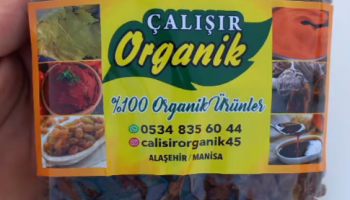 ÇALIŞIR
Organik
%100 Organik Ürünler
0534 835 60 44
calisirorganik45
ALAŞEHİR / MANİSA